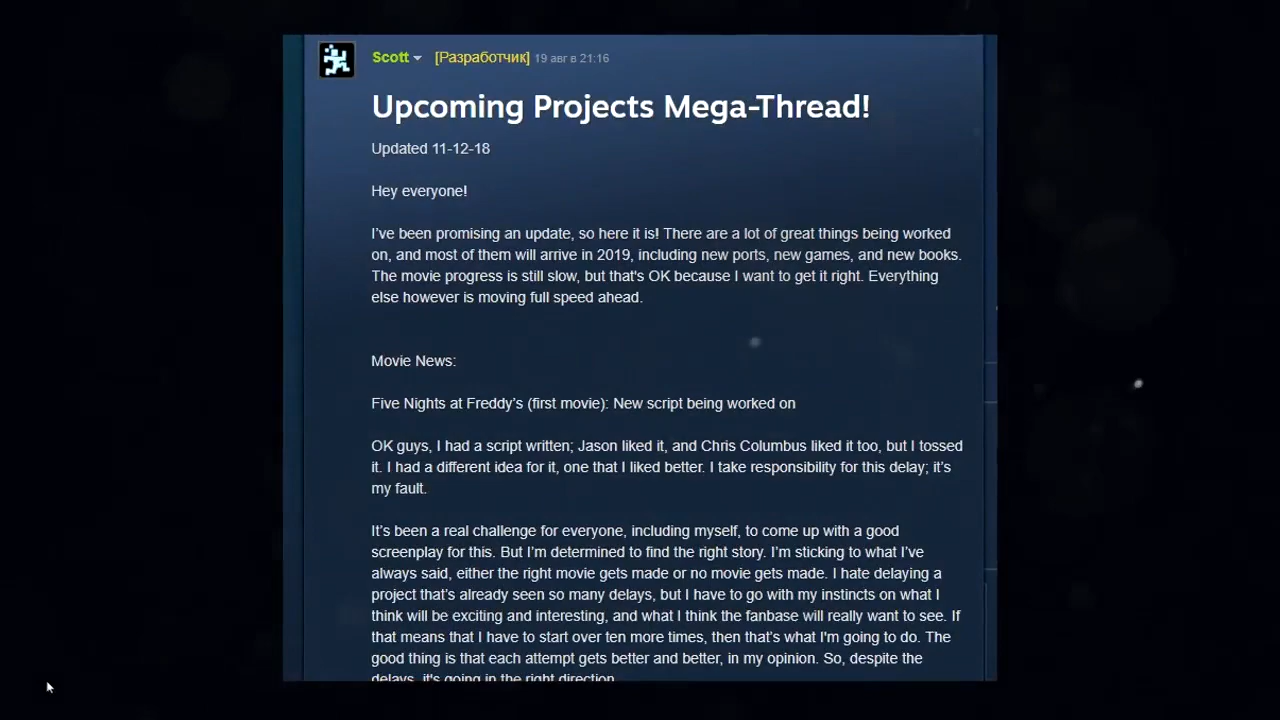 Scott [Разработчик] 19 авг в 21:16
Upcoming Projects Mega-Thread!
Updated 11-12-18
Hey everyone!
I've been promising an update, so here it is! There are a lot of great things being worked
on, and most of them will arrive in 2019, including new ports, new games, and new books.
The movie progress is still slow, but that's OK because I want to get it right. Everything
else however is moving full speed ahead.
Movie News:
Five Nights at Freddy's (first movie): New script being worked on
OK guys, I had a script written; Jason liked it, and Chris Columbus liked it too, but I tossed
it. I had a different idea for it, one that I liked better. I take responsibility for this delay; it's
my fault.
It's been a real challenge for everyone, including myself, to come up with a good
screenplay for this. But I'm determined to find the right story. I'm sticking to what I've
always said, either the right movie gets made or no movie gets made. I hate delaying a
project that's already seen so many delays, but I have to go with my instincts on what I
think will be exciting and interesting, and what I think the fanbase will really want to see. If
that means that I have to start over ten more times, then that's what I'm going to do. The
good thing is that each attempt gets better and better, in my opinion. So, despite the
delays, it's going in the right direction